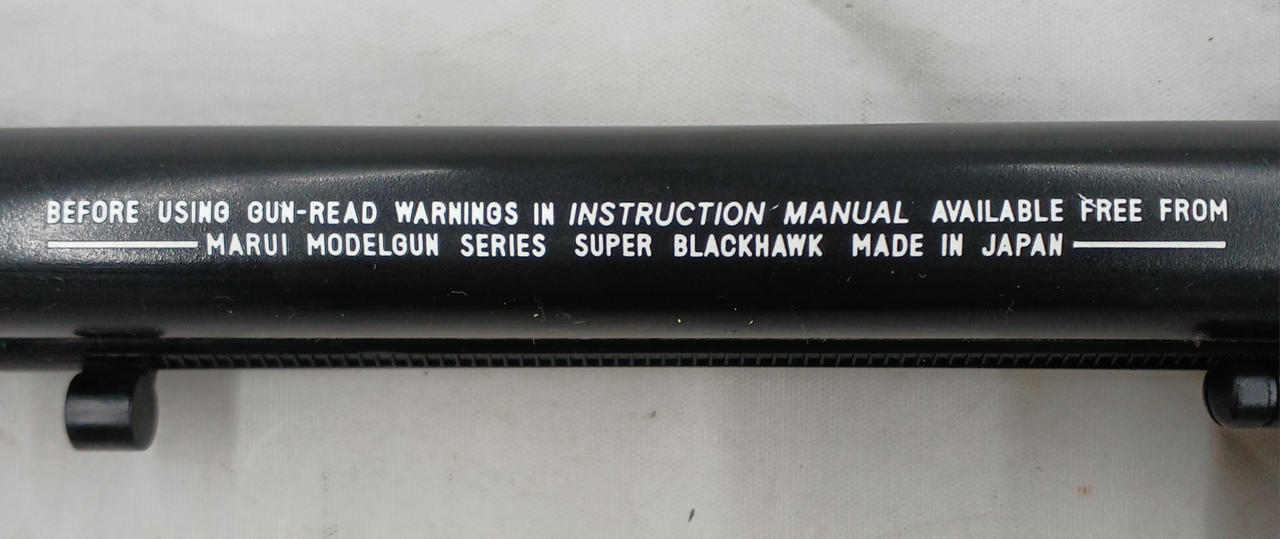 BEFORE USING GUN-READ WARNINGS IN INSTRUCTION MANUAL AVAILABLE FREE FROM
MARUI MODELGUN SERIES SUPER BLACKHAWK MADE IN JAPAN